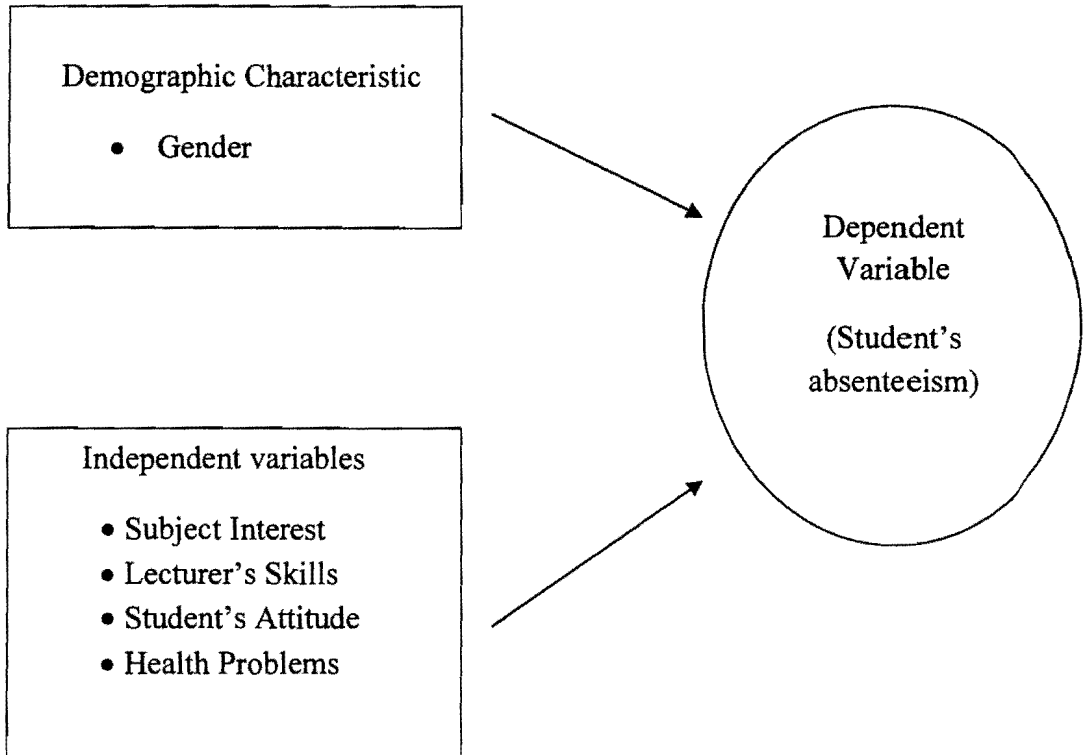 Demographic Characteristic
• Gender
Dependent
Variable
(Student’s
absenteeism)
Independent variables
• Subject Interest
• Lecturer’s Skills
• Student’s Attitude
• Health Problems